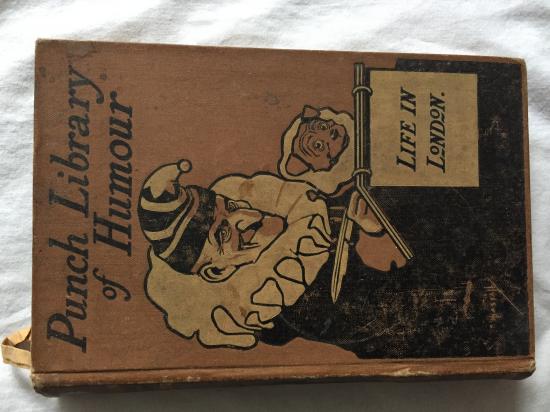 Punch Library
of Humour
LIFE IN
LONDON.